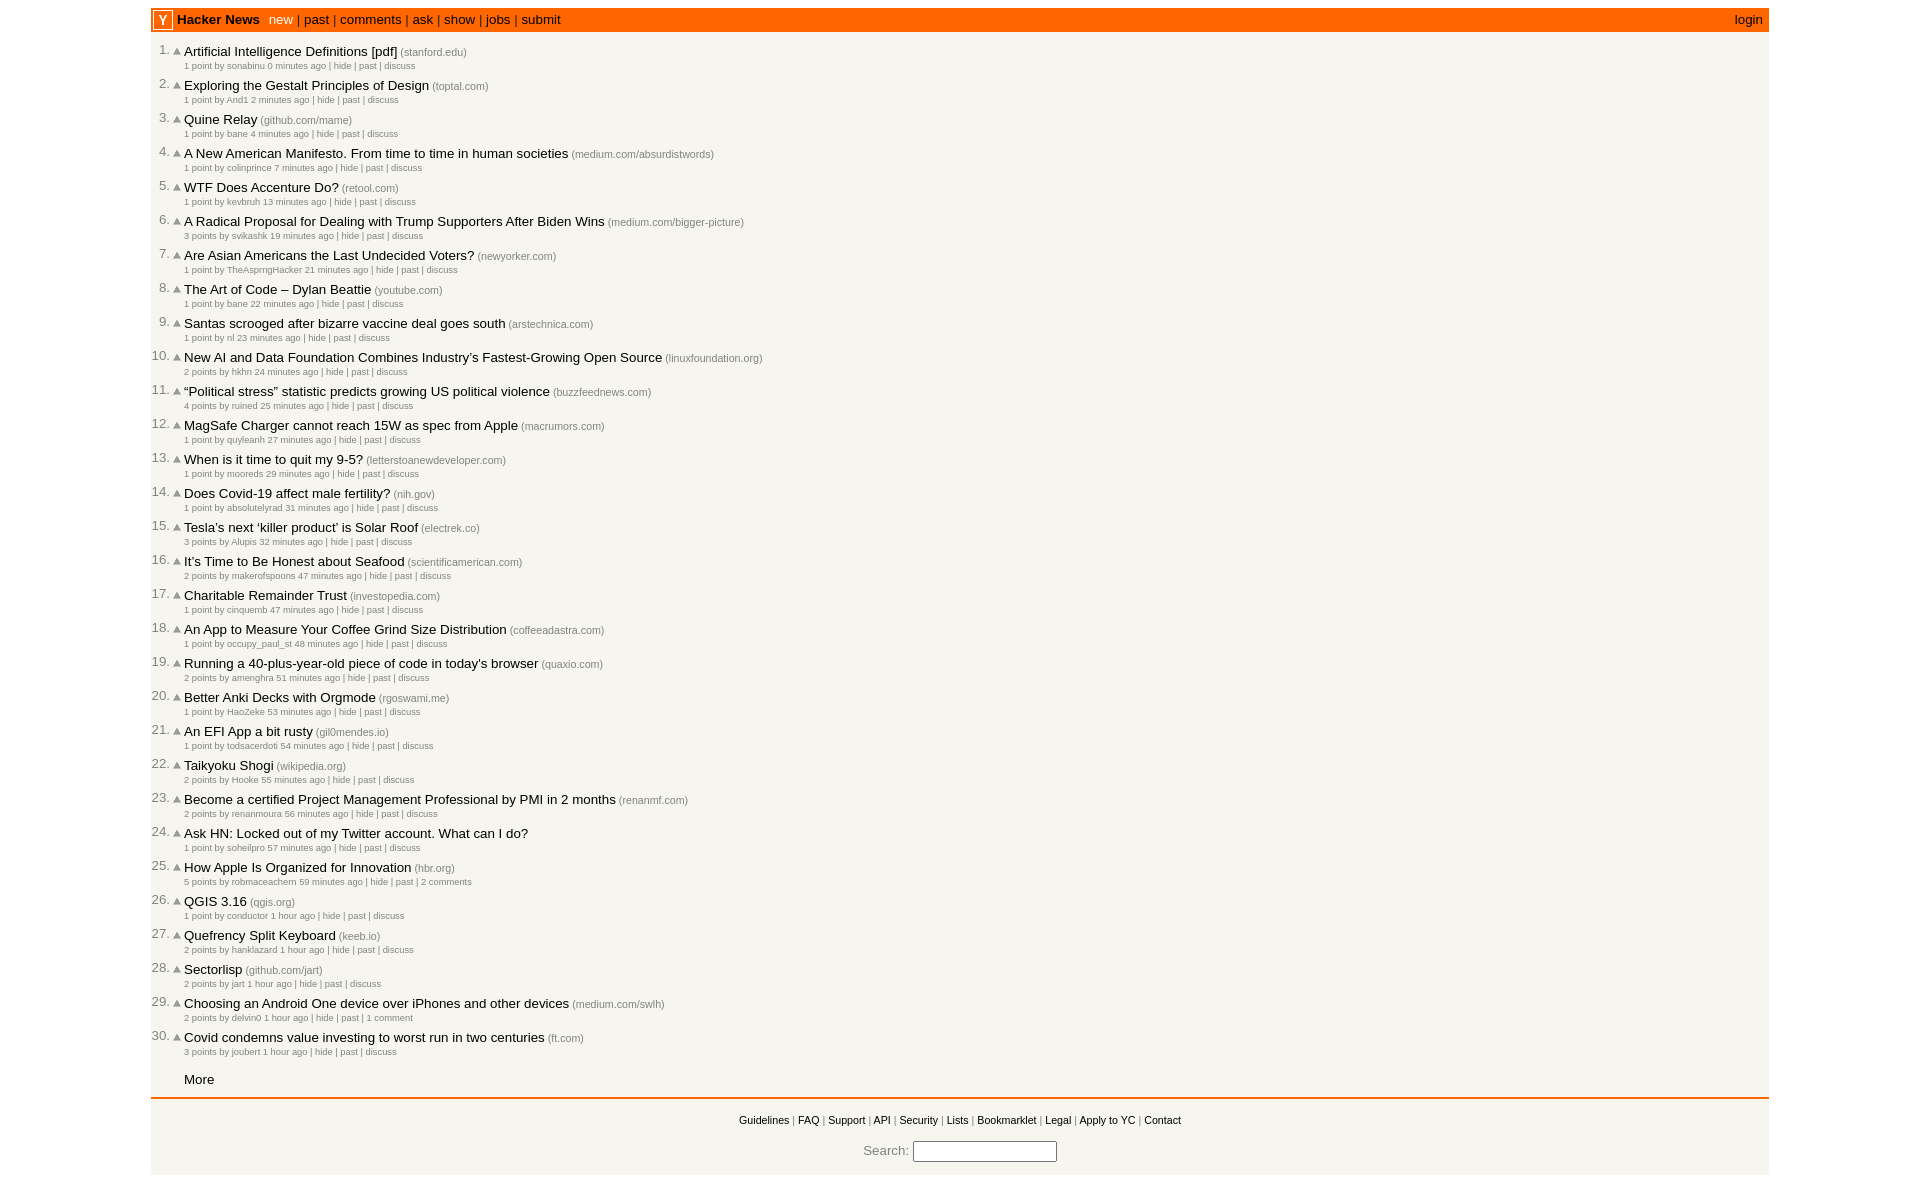 Y Hacker News new | past | comments | ask | show | jobs | submit login
1. Artificial Intelligence Definitions [pdf] (stanford.edu)
1 point by sonabinu 0 minutes ago | hide | past | discuss
2. Exploring the Gestalt Principles of Design (toptal.com)
1 point by And1 2 minutes ago | hide | past | discuss
3. Quine Relay (github.com/mame)
1 point by bane 4 minutes ago | hide | past | discuss
4. A New American Manifesto. From time to time in human societies (medium.com/absurdistwords)
1 point by colinprince 7 minutes ago | hide | past | discuss
5. WTF Does Accenture Do? (retool.com)
1 point by kevbruh 13 minutes ago | hide | past | discuss
6. A Radical Proposal for Dealing with Trump Supporters After Biden Wins (medium.com/bigger-picture)
3 points by svikashk 19 minutes ago | hide | past | discuss
7. Are Asian Americans the Last Undecided Voters? (newyorker.com)
1 point by TheAsprngHacker 21 minutes ago | hide | past | discuss
8. The Art of Code – Dylan Beattie (youtube.com)
1 point by bane 22 minutes ago | hide | past | discuss
9. Santas scrooged after bizarre vaccine deal goes south (arstechnica.com)
1 point by nl 23 minutes ago | hide | past | discuss
10. New AI and Data Foundation Combines Industry’s Fastest-Growing Open Source (linuxfoundation.org)
2 points by hkhn 24 minutes ago | hide | past | discuss
11. “Political stress” statistic predicts growing US political violence (buzzfeednews.com)
4 points by ruined 25 minutes ago | hide | past | discuss
12. MagSafe Charger cannot reach 15W as spec from Apple (macrumors.com)
1 point by quyleanh 27 minutes ago | hide | past | discuss
13. When is it time to quit my 9-5? (letterstoanewdeveloper.com)
1 point by mooreds 29 minutes ago | hide | past | discuss
14. Does Covid-19 affect male fertility? (nih.gov)
1 point by absolutelyrad 31 minutes ago | hide | past | discuss
15. Tesla’s next ‘killer product’ is Solar Roof (electrek.co)
3 points by Alupis 32 minutes ago | hide | past | discuss
16. It’s Time to Be Honest about Seafood (scientificamerican.com)
2 points by makerofspoons 47 minutes ago | hide | past | discuss
17. Charitable Remainder Trust (investopedia.com)
1 point by cinquemb 47 minutes ago | hide | past | discuss
18. An App to Measure Your Coffee Grind Size Distribution (coffeeadastra.com)
1 point by occupy_paul_st 48 minutes ago | hide | past | discuss
19. Running a 40-plus-year-old piece of code in today's browser (quaxio.com)
2 points by amenghra 51 minutes ago | hide | past | discuss
20. Better Anki Decks with Orgmode (rgoswami.me)
1 point by HaoZeke 53 minutes ago | hide | past | discuss
21. An EFI App a bit rusty (gil0mendes.io)
1 point by todsacerdoti 54 minutes ago | hide | past | discuss
22. Taikyoku Shogi (wikipedia.org)
2 points by Hooke 55 minutes ago | hide | past | discuss
23. Become a certified Project Management Professional by PMI in 2 months (renanmf.com)
2 points by renanmoura 56 minutes ago | hide | past | discuss
24. Ask HN: Locked out of my Twitter account. What can I do?
1 point by soheilpro 57 minutes ago | hide | past | discuss
25. How Apple Is Organized for Innovation (hbr.org)
5 points by robmaceachern 59 minutes ago | hide | past | 2 comments
26. QGIS 3.16 (qgis.org)
1 point by conductor 1 hour ago | hide | past | discuss
27. Quefrency Split Keyboard (keeb.io)
2 points by hanklazard 1 hour ago | hide | past | discuss
28. Sectorlisp (github.com/jart)
2 points by jart 1 hour ago | hide | past | discuss
29. Choosing an Android One device over iPhones and other devices (medium.com/swlh)
2 points by delvin0 1 hour ago | hide | past | 1 comment
30. Covid condemns value investing to worst run in two centuries (ft.com)
3 points by joubert 1 hour ago | hide | past | discuss
More
Guidelines | FAQ | Support | API | Security | Lists | Bookmarklet | Legal | Apply to YC | Contact
Search: